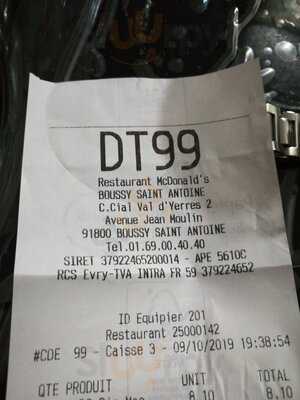 DT99
Restaurant McDonald's
BOUSSY SAINT ANTOINE
C.Cial Val d'Yerres 2
Avenue Jean Moulin
91800 BOUSSY SAINT ANTOINE
Tel.01.69.00.40.40
SIRET 37922465200014 - APE 5610C
RCS Evry-TVA INTRA FR 59 379224652
ID Equipier 201
Restaurant 25000142
#CDE 99 - Caisse 3 - 09/10/2019 19:38:54
QTE PRODUIT UNIT TOTAL
Mac 8.10 8.10